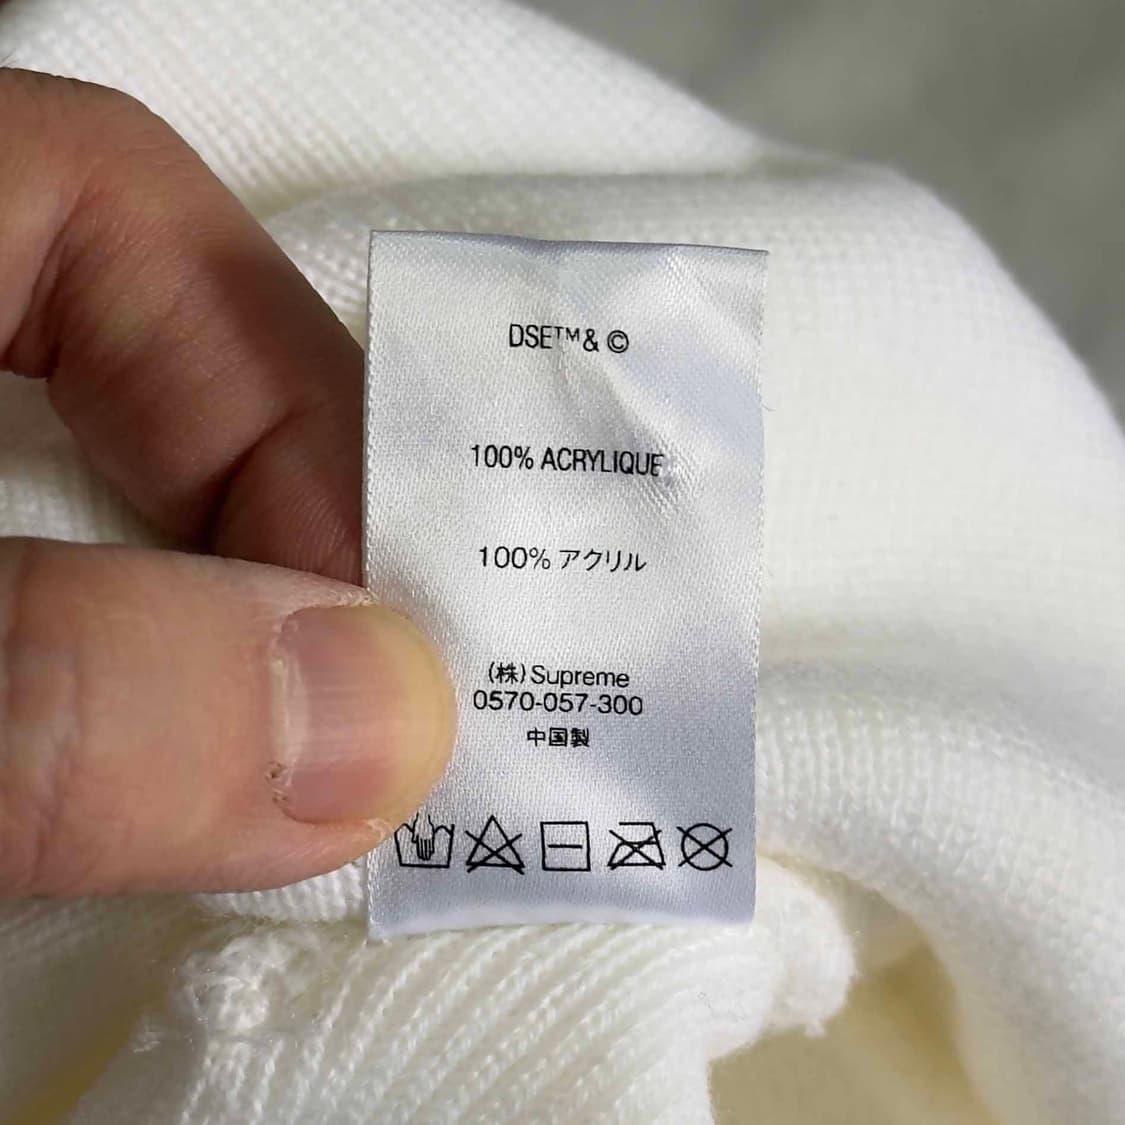 DSE™ & ©
100% ACRYLIQUE
100% アクリル
(株) Supreme
0570-057-300
中国製